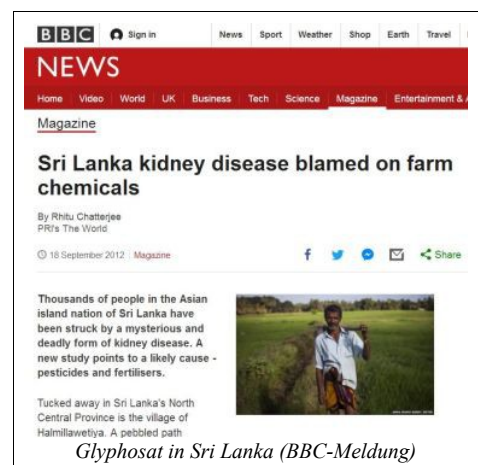 BBC Sign in News Sport Weather Shop Earth Travel
NEWS
Home Video World UK Business Tech Science Magazine Entertainment &
Magazine
Sri Lanka kidney disease blamed on farm
chemicals
By Rhitu Chatterjee
PRI's The World
18 September 2012 Magazine
Share
Thousands of people in the Asian
island nation of Sri Lanka have
been struck by a mysterious and
deadly form of kidney disease. A
new study points to a likely cause -
pesticides and fertilisers.
Tucked away in Sri Lanka's North
Central Province is the village of
Halmillawetiya. A pebbled path
Glyphosat in Sri Lanka (BBC-Meldung)